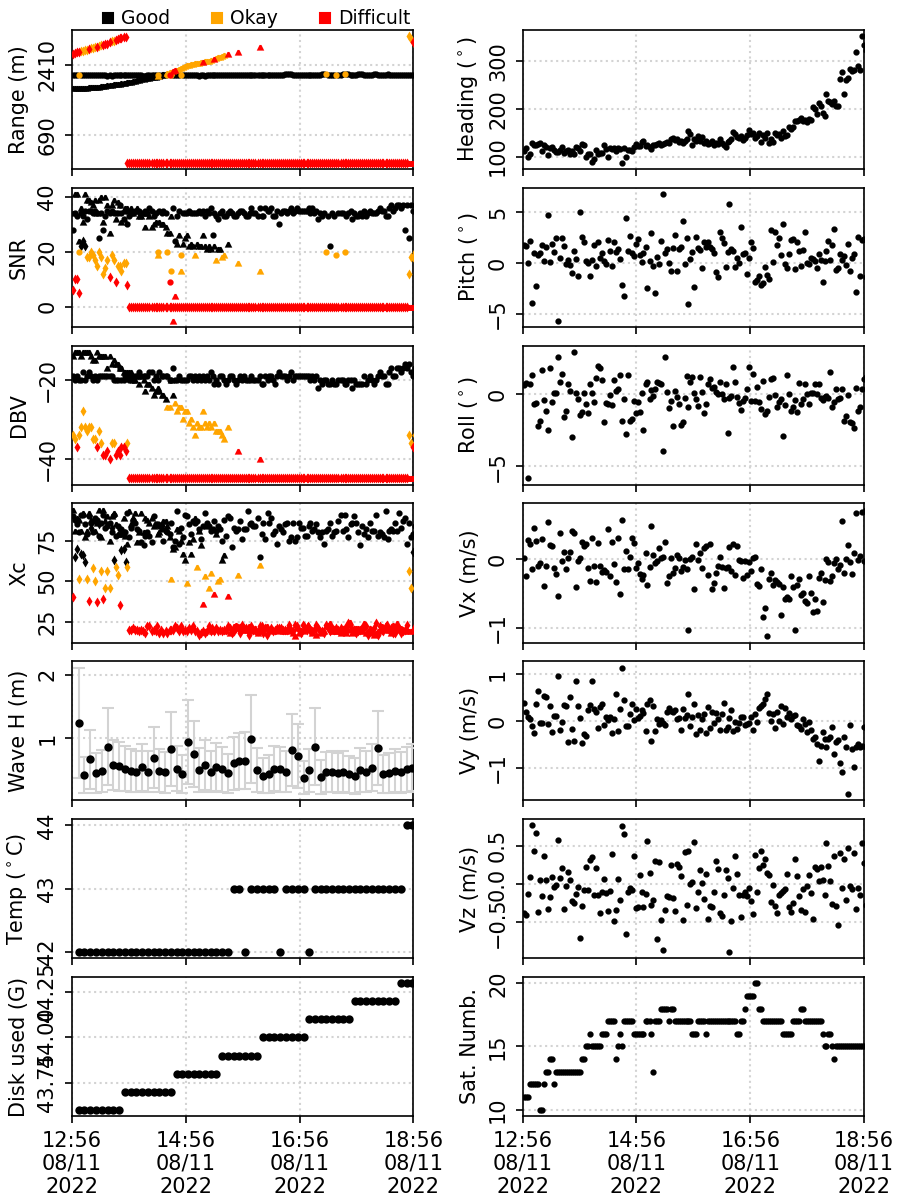 Good Okay Difficult
Range (m)
2410
690
Heading (°)
300
200
100
SNR
40
20
0
Pitch (°)
5
0
−5
DBV
−20
−40
Roll (°)
0
−5
Xc
75
50
25
Vx (m/s)
0
−1
Wave H (m)
2
1
Vy (m/s)
1
0
−1
Temp (°C)
44
43
42
Vz (m/s)
0.5
0.0
−0.5
Disk used (G)
44.25
44.00
43.75
Sat. Numb.
20
15
10
12:56 14:56 16:56 18:56
08/11 08/11 08/11 08/11
2022 2022 2022 2022
12:56 14:56 16:56 18:56
08/11 08/11 08/11 08/11
2022 2022 2022 2022